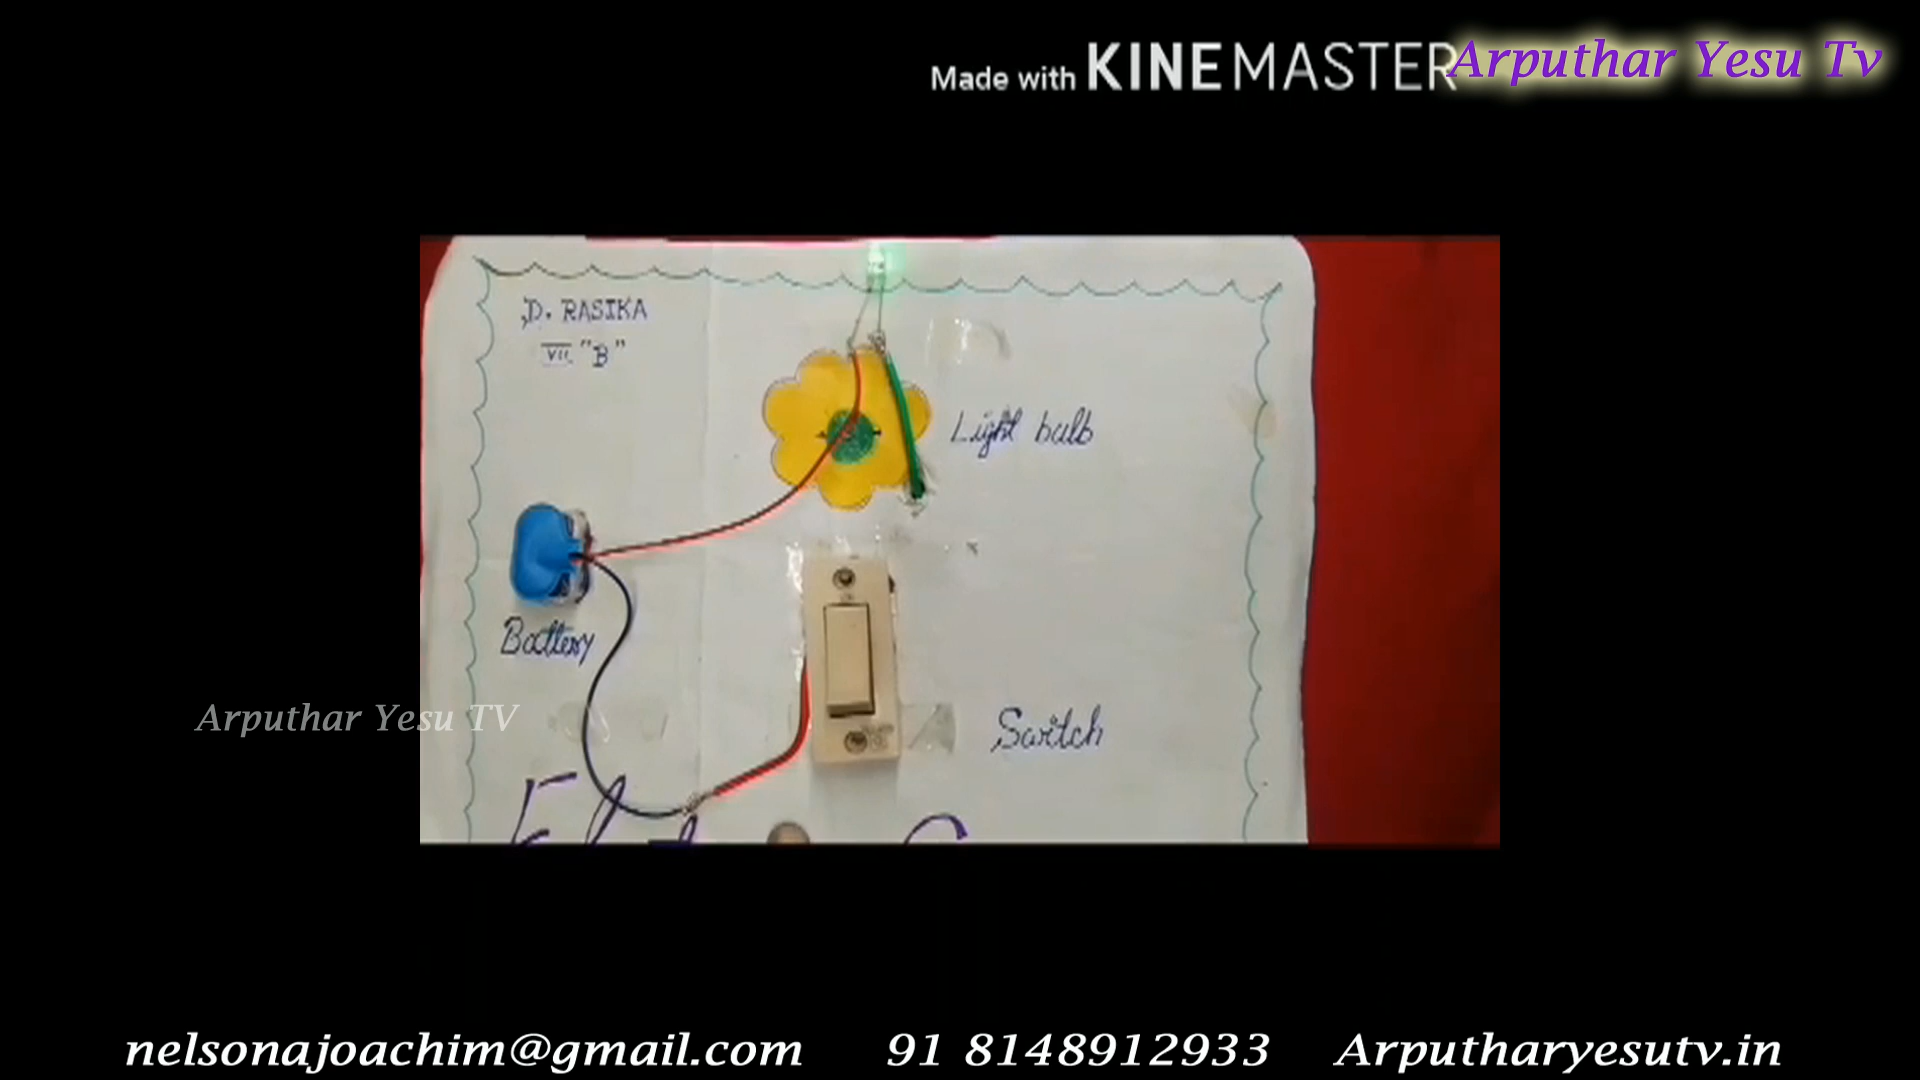 Made with KINEMASTER
Arputhar Yesu Tv
D. RASIKA
VII "B"
Light bulb
Battery
Arputhar Yesu TV
Switch
nelsonajoachim@gmail.com 91 8148912933 Arputharyesutv.in